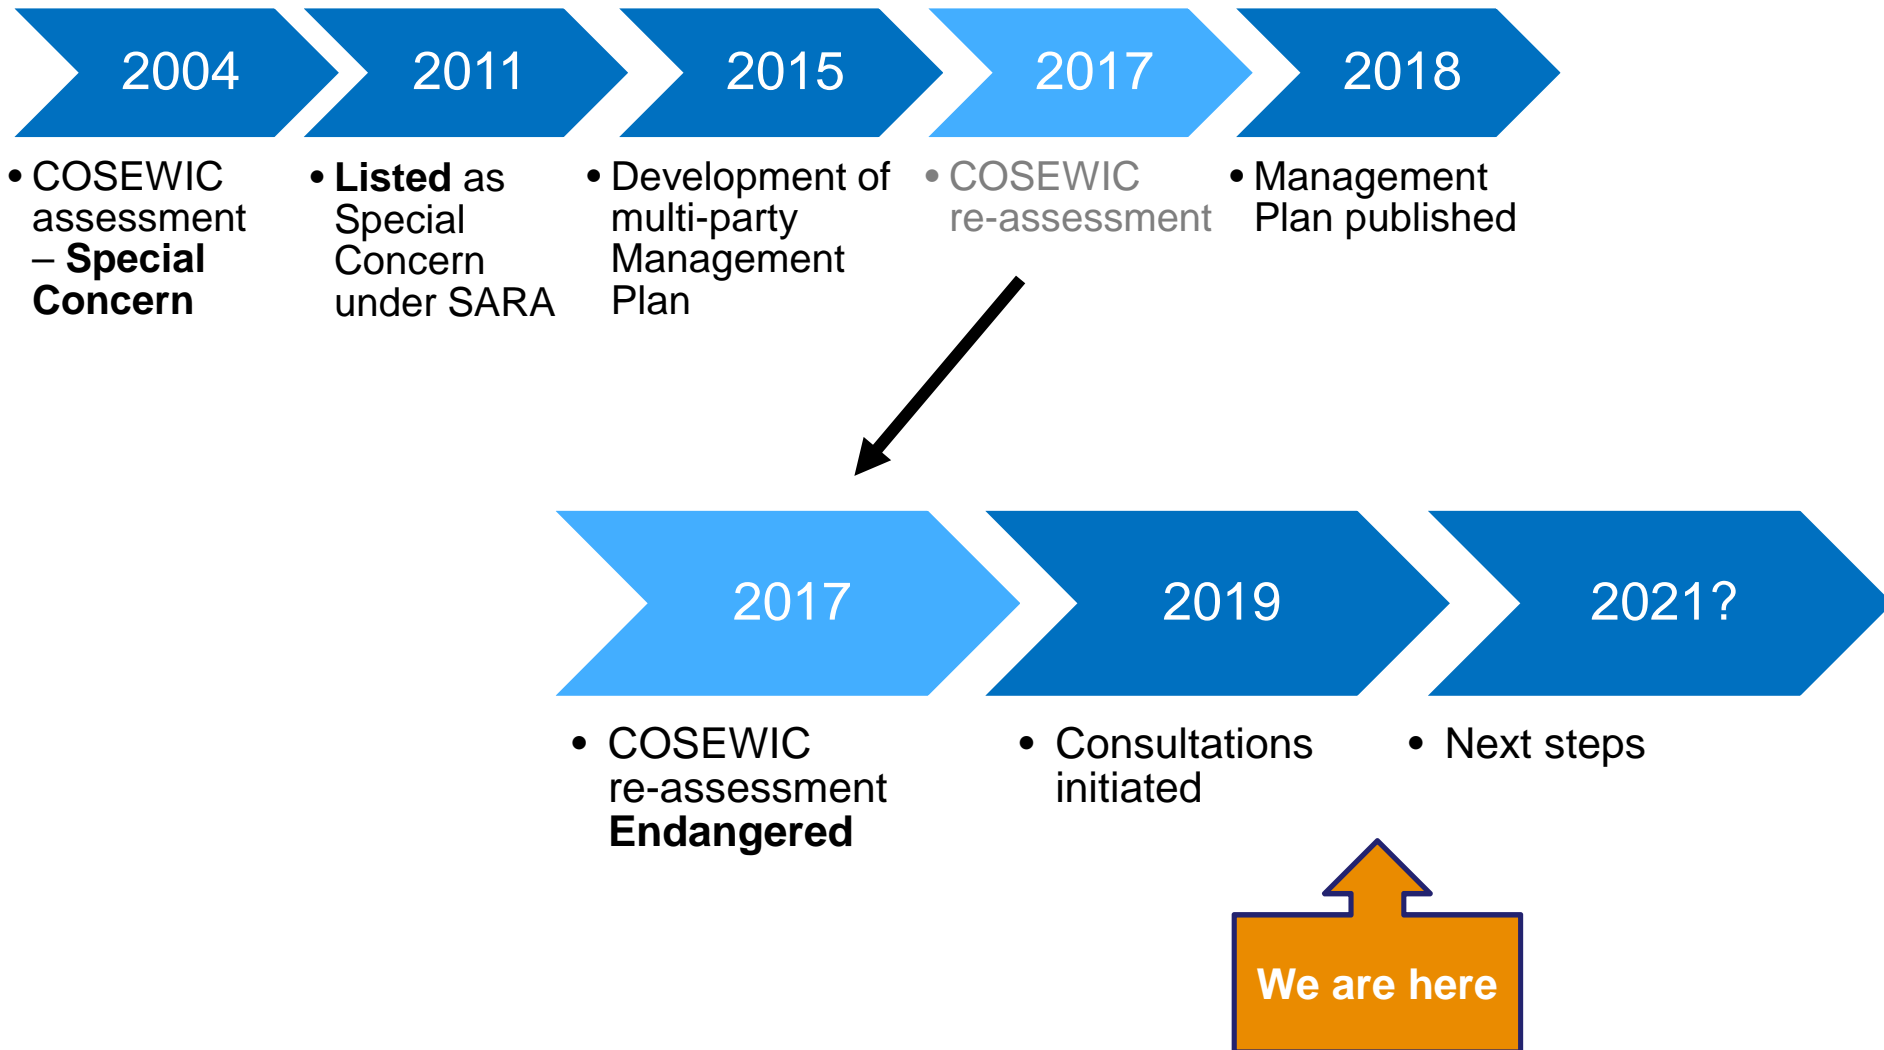 2004
2011
2015
2017
2018
• COSEWIC
assessment
– Special
Concern
• Listed as
Special
Concern
under SARA
• Development of
multi-party
Management
Plan
• COSEWIC
re-assessment
• Management
Plan published
2017
2019
2021?
• COSEWIC
re-assessment
Endangered
• Consultations
initiated
• Next steps
We are here